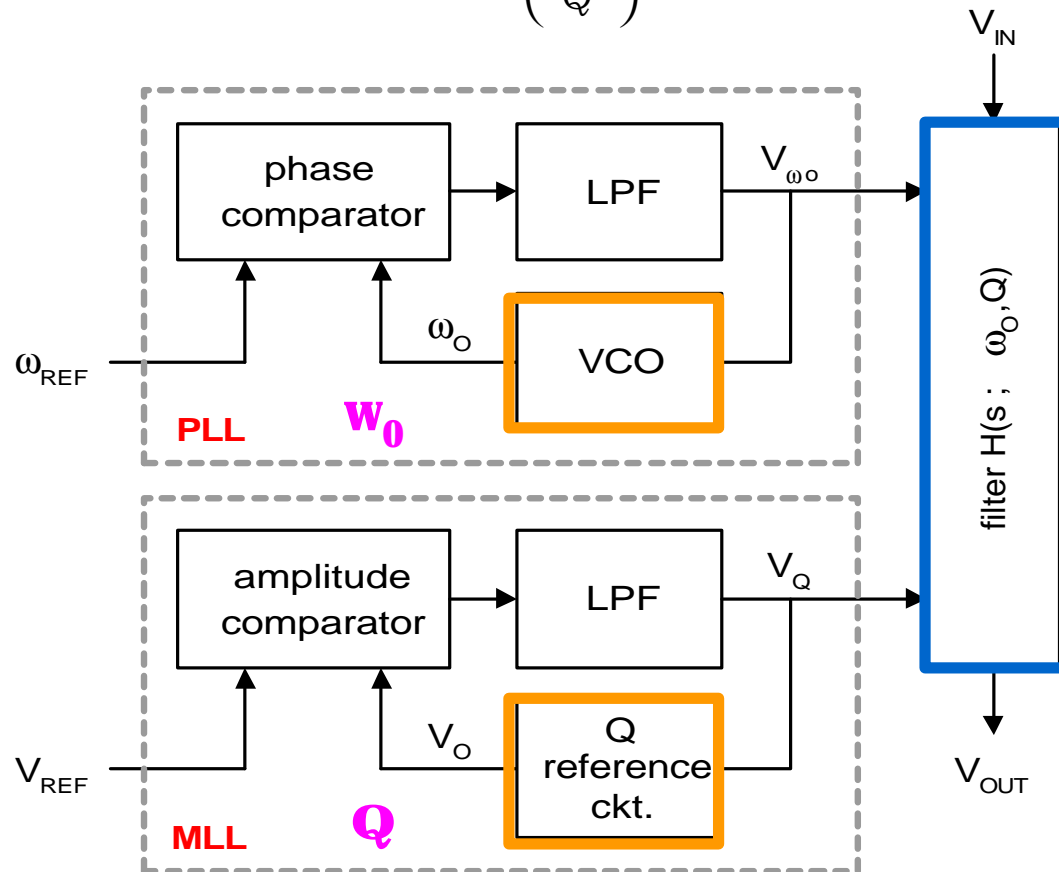 ( Q )
V_IN
phase
comparator
LPF
V_ωo
ω_O
VCO
ω_REF
PLL
w_0
filter H(s ; ω_O,Q)
amplitude
comparator
LPF
V_Q
V_O
Q
reference
ckt.
V_REF
MLL
Q
V_OUT